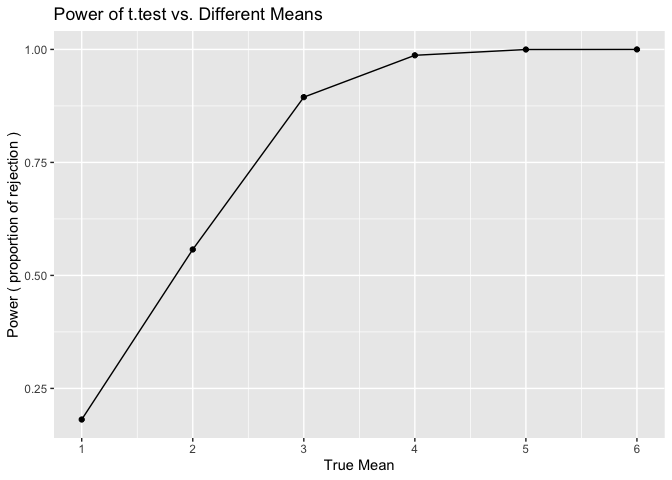 Power of t.test vs. Different Means
1.00
0.75
0.50
0.25
Power ( proportion of rejection )
1 2 3 4 5 6
True Mean